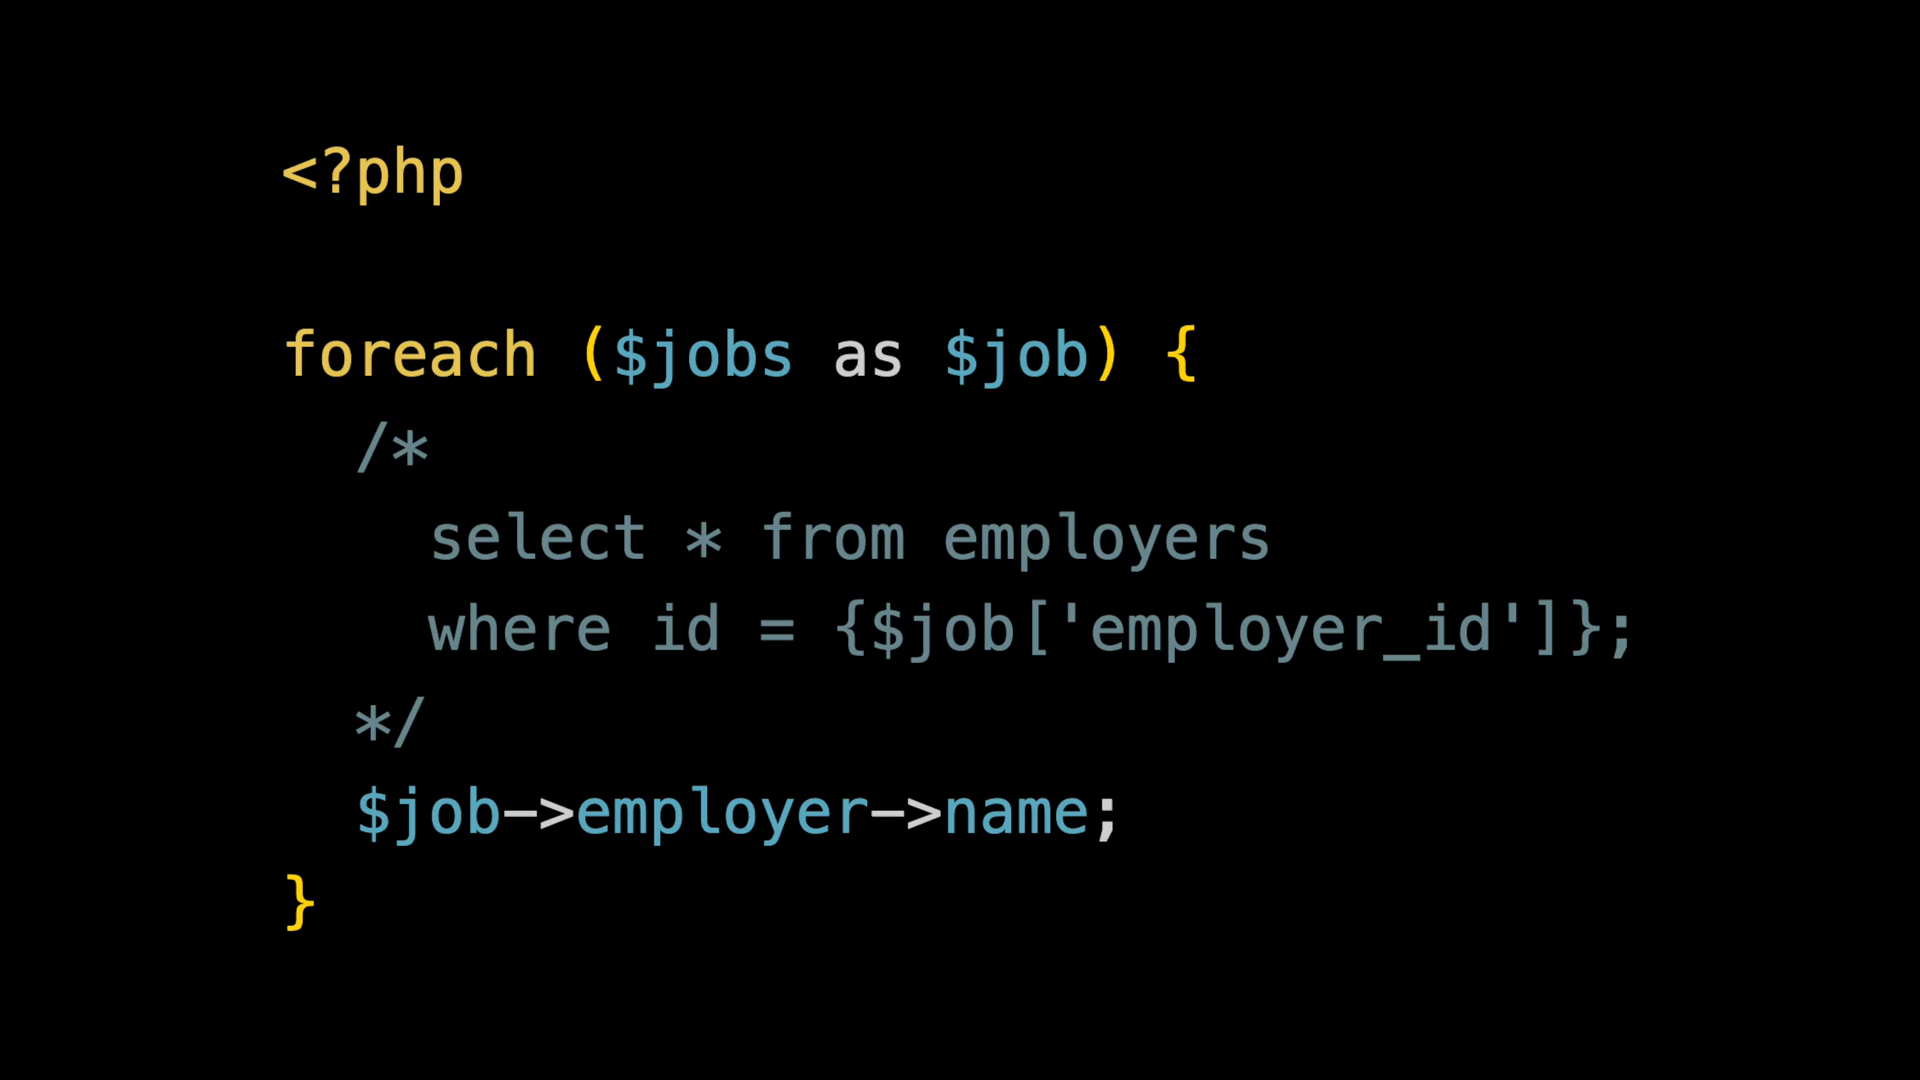 <?php
foreach ($jobs as $job) {
/*
select * from employers
where id = {$job['employer_id']};
*/
$job->employer->name;
}